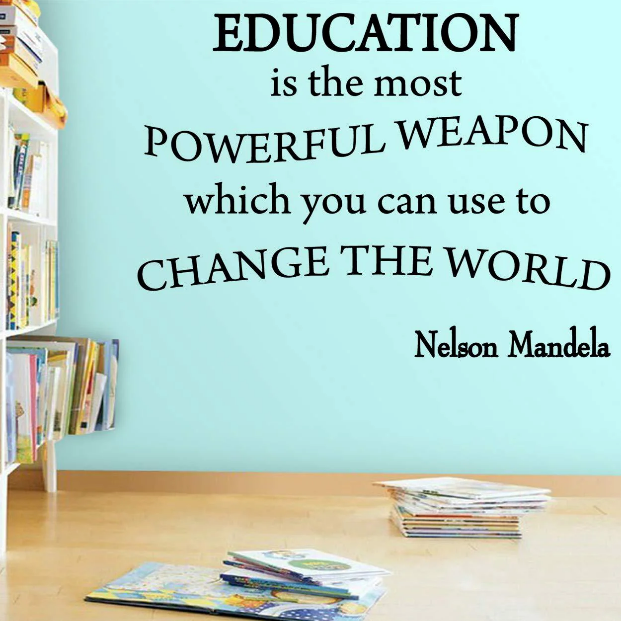 EDUCATION
is the most
POWERFUL WEAPON
which you can use to
CHANGE THE WORLD
Nelson Mandela